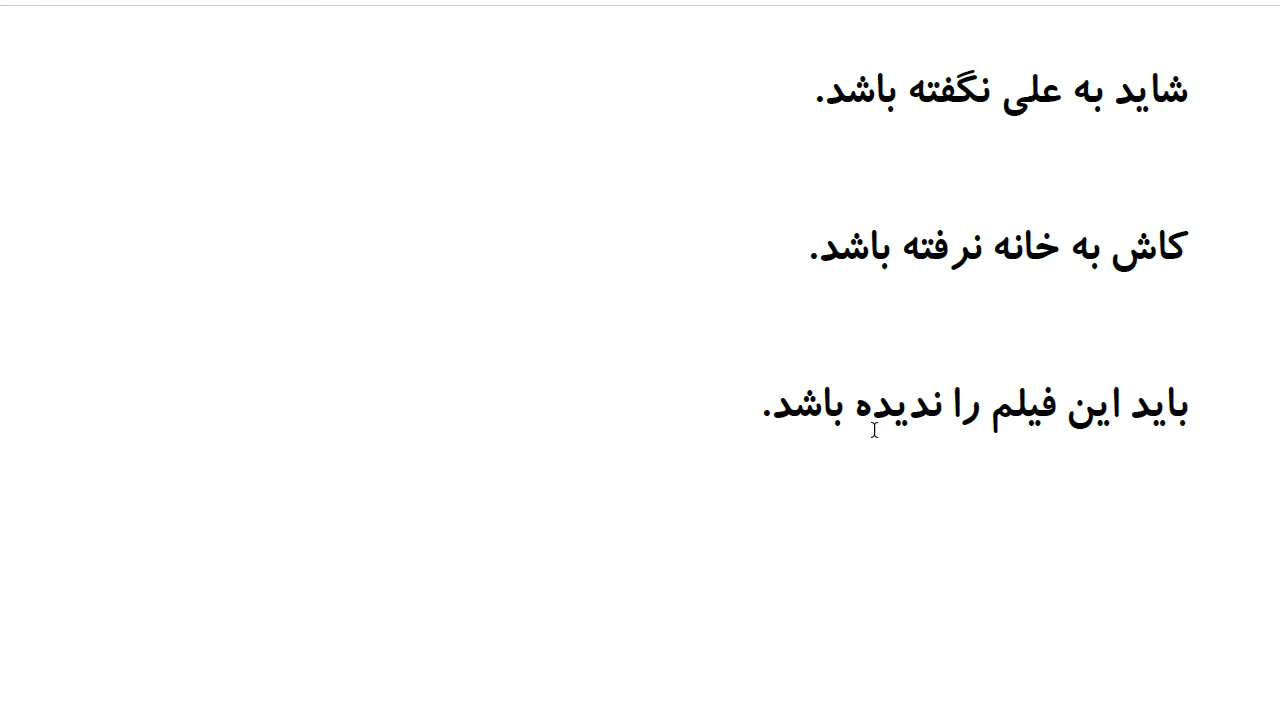 شاید به علی نگفته باشد.
کاش به خانه نرفته باشد.
باید این فیلم را ندیده باشد.